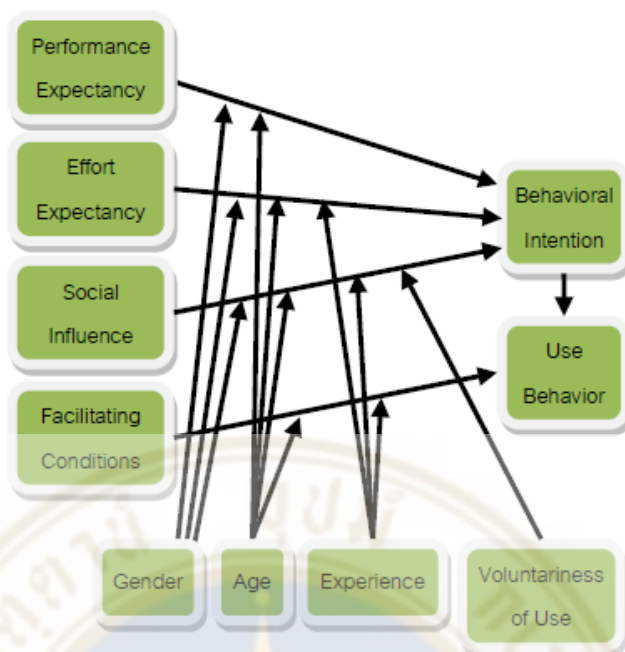 Performance
Expectancy
Effort
Expectancy
Social
Influence
Facilitating
Conditions
Behavioral
Intention
Use
Behavior
Gender
Age
Experience
Voluntariness
of Use